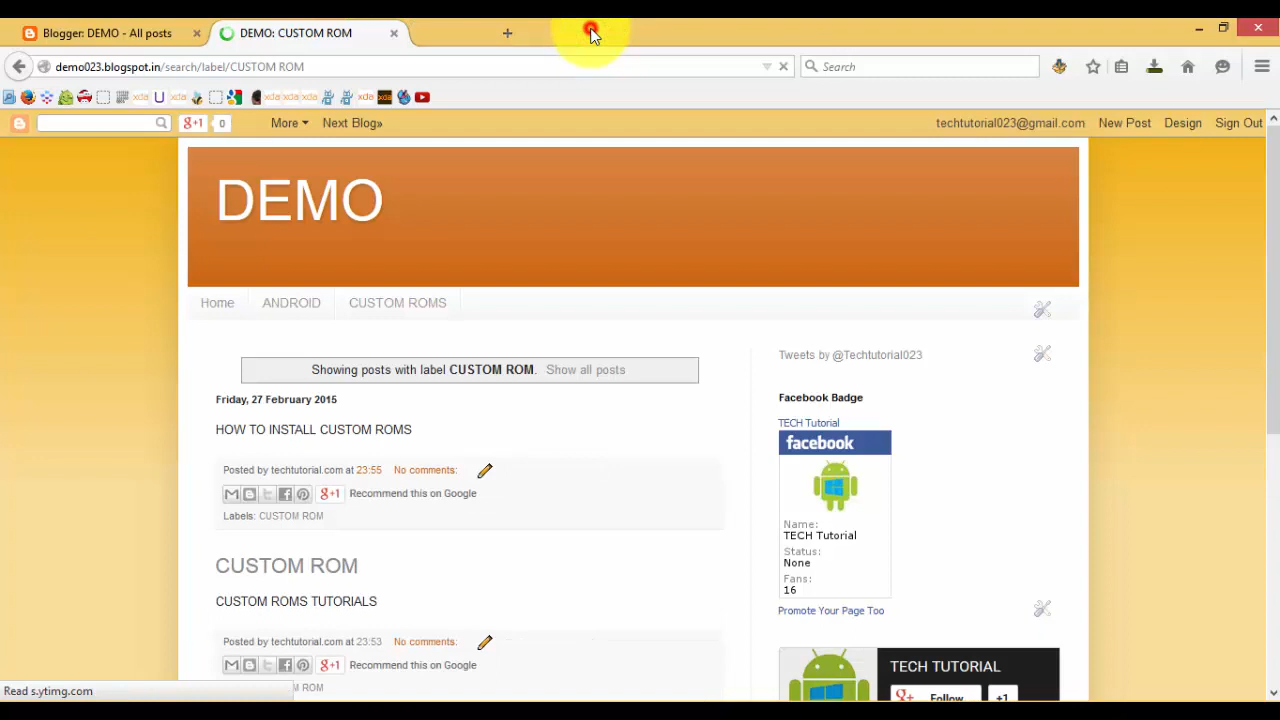 Blogger: DEMO - All posts
DEMO: CUSTOM ROM
demo023.blogspot.in/search/label/CUSTOM ROM
Search
g+1 0
More
Next Blog»
techtutorial023@gmail.com
New Post
Design
Sign Out
DEMO
Home
ANDROID
CUSTOM ROMS
Showing posts with label CUSTOM ROM. Show all posts
Friday, 27 February 2015
HOW TO INSTALL CUSTOM ROMS
Posted by techtutorial.com at 23:55 No comments:
g+1 Recommend this on Google
Labels: CUSTOM ROM
CUSTOM ROM
CUSTOM ROMS TUTORIALS
Posted by techtutorial.com at 23:53 No comments:
g+1 Recommend this on Google
ROM
Tweets by @Techtutorial023
Facebook Badge
TECH Tutorial
facebook
Name:
TECH Tutorial
Status:
None
Fans:
16
Promote Your Page Too
TECH TUTORIAL
g+ Follow +1
Read s.ytimg.com